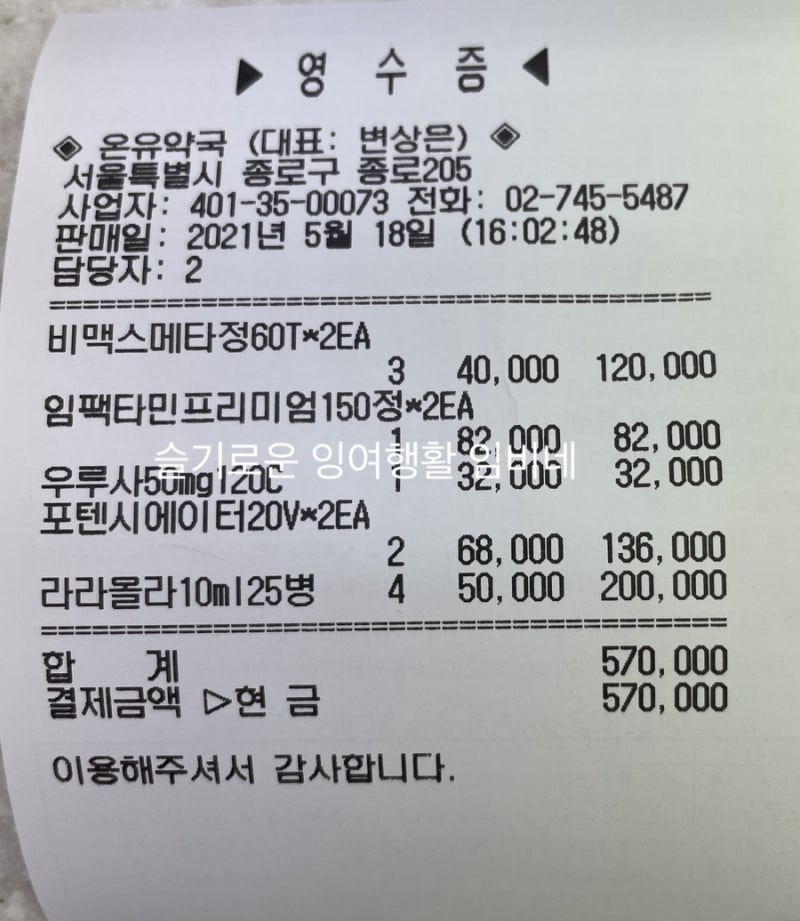 ▶ 영 수 증 ◀
◈ 온유약국 (대표: 변상은) ◈
서울특별시 종로구 종로205
사업자: 401-35-00073 전화: 02-745-5487
판매일: 2021년 5월 18일 (16:02:48)
담당자: 2
비맥스메타정60T*2EA
3 40,000 120,000
임팩타민프리미엄150정*2EA
1 82,000 82,000
슬기로운 잉여행활 임비네
우루사50mg120C 1 32,000 32,000
포텐시에이터20V*2EA
2 68,000 136,000
라라올라10ml25병 4 50,000 200,000
합 계 570,000
결제금액 ▷현 금 570,000
이용해주셔서 감사합니다.